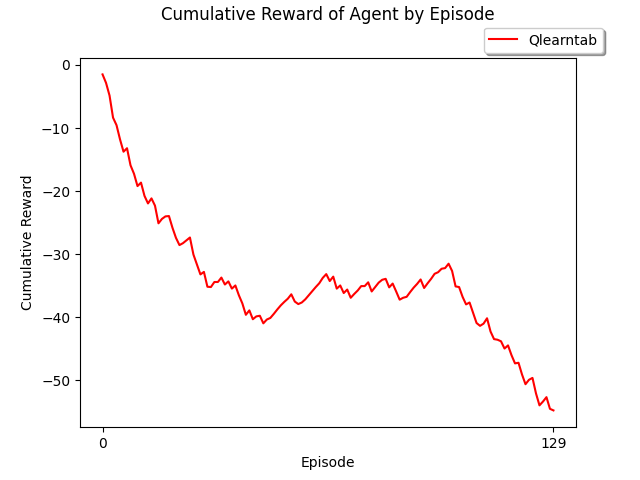 Cumulative Reward of Agent by Episode
Qlearntab
0
−10
−20
−30
−40
−50
Cumulative Reward
0
129
Episode